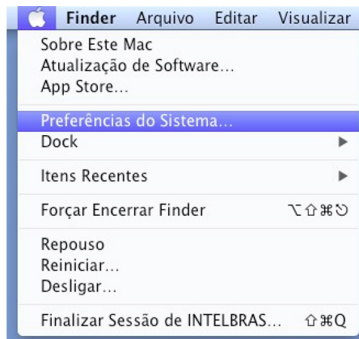 Finder Arquivo Editar Visualizar
Sobre Este Mac
Atualização de Software...
App Store...
Preferências do Sistema...
Dock ▶
Itens Recentes ▶
Forçar Encerrar Finder ⌥⇧⌘⎋
Repouso
Reiniciar...
Desligar...
Finalizar Sessão de INTELBRAS... ⇧⌘Q